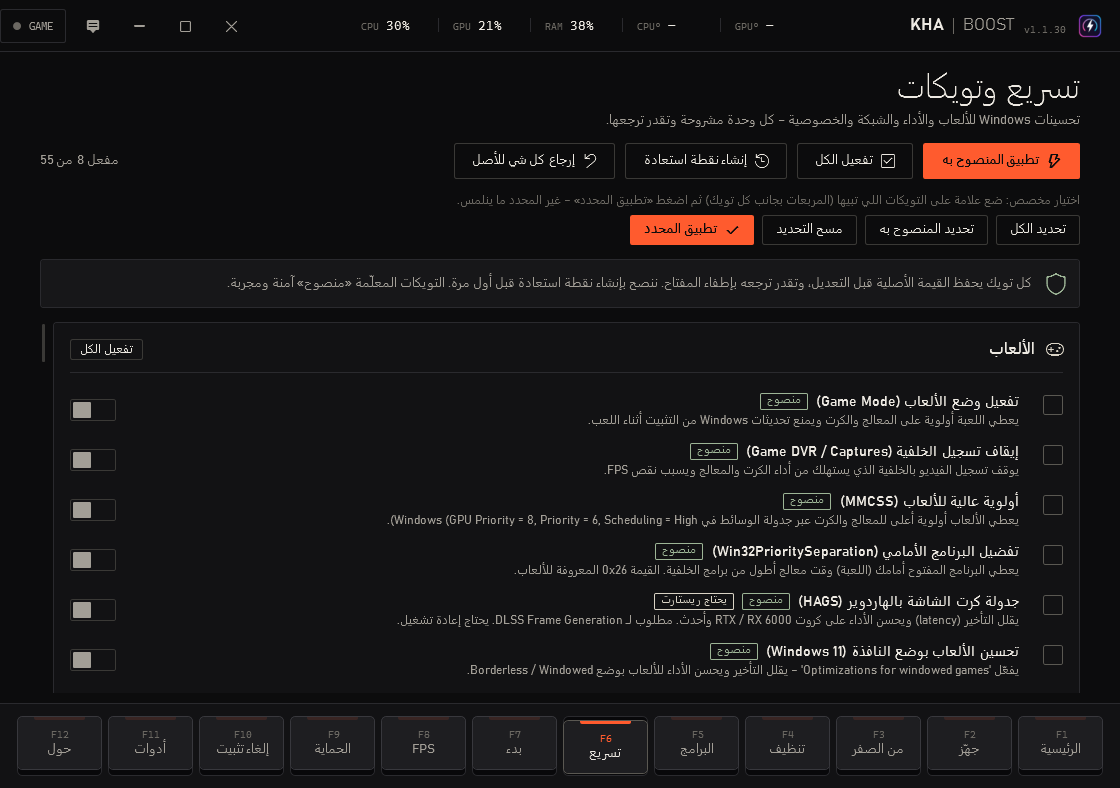 GAME
CPU 30% GPU 21% RAM 38% CPU° — GPU° —
KHA | BOOST v1.1.30
تسريع وتويكات
تحسينات Windows للألعاب والأداء والشبكة والخصوصية – كل وحدة مشروحة وتقدر ترجعها.
تطبيق المنصوح به
تفعيل الكل
إنشاء نقطة استعادة
إرجاع كل شي للأصل
مفعل 8 من 55
اختيار مخصص: ضع علامة على التويكات اللي تبيها (المربعات بجانب كل تويك) ثم اضغط «تطبيق المحدد» – غير المحدد ما ينلمس.
تحديد الكل
تحديد المنصوح به
مسح التحديد
تطبيق المحدد
كل تويك يحفظ القيمة الأصلية قبل التعديل، وتقدر ترجعه بإطفاء المفتاح. ننصح بإنشاء نقطة استعادة قبل أول مرة. التويكات المعلّمة «منصوح» آمنة ومجربة.
الألعاب
تفعيل الكل
تفعيل وضع الألعاب (Game Mode) منصوح
يعطي اللعبة أولوية على المعالج والكرت ويمنع تحديثات Windows من التثبيت أثناء اللعب.
إيقاف تسجيل الخلفية (Game DVR / Captures) منصوح
يوقف تسجيل الفيديو بالخلفية الذي يستهلك من أداء الكرت والمعالج ويسبب نقص FPS.
أولوية عالية للألعاب (MMCSS) منصوح
يعطي الألعاب أولوية أعلى للمعالج والكرت عبر جدولة الوسائط في Windows (GPU Priority = 8, Priority = 6, Scheduling = High).
تفضيل البرنامج الأمامي (Win32PrioritySeparation) منصوح
يعطي البرنامج المفتوح أمامك (اللعبة) وقت معالج أطول من برامج الخلفية. القيمة 0x26 المعروفة للألعاب.
جدولة كرت الشاشة بالهاردوير (HAGS) منصوح يحتاج ريستارت
يقلل التأخير (latency) ويحسن الأداء على كروت RTX / RX 6000 وأحدث. مطلوب لـ DLSS Frame Generation. يحتاج إعادة تشغيل.
تحسين الألعاب بوضع النافذة (Windows 11) منصوح
يفعّل 'Optimizations for windowed games' – يقلل التأخير ويحسن الأداء للألعاب بوضع Borderless / Windowed.
F1 الرئيسية
F2 جهّز
F3 من الصفر
F4 تنظيف
F5 البرامج
F6 تسريع
F7 بدء
F8 FPS
F9 الحماية
F10 إلغاء تثبيت
F11 أدوات
F12 حول